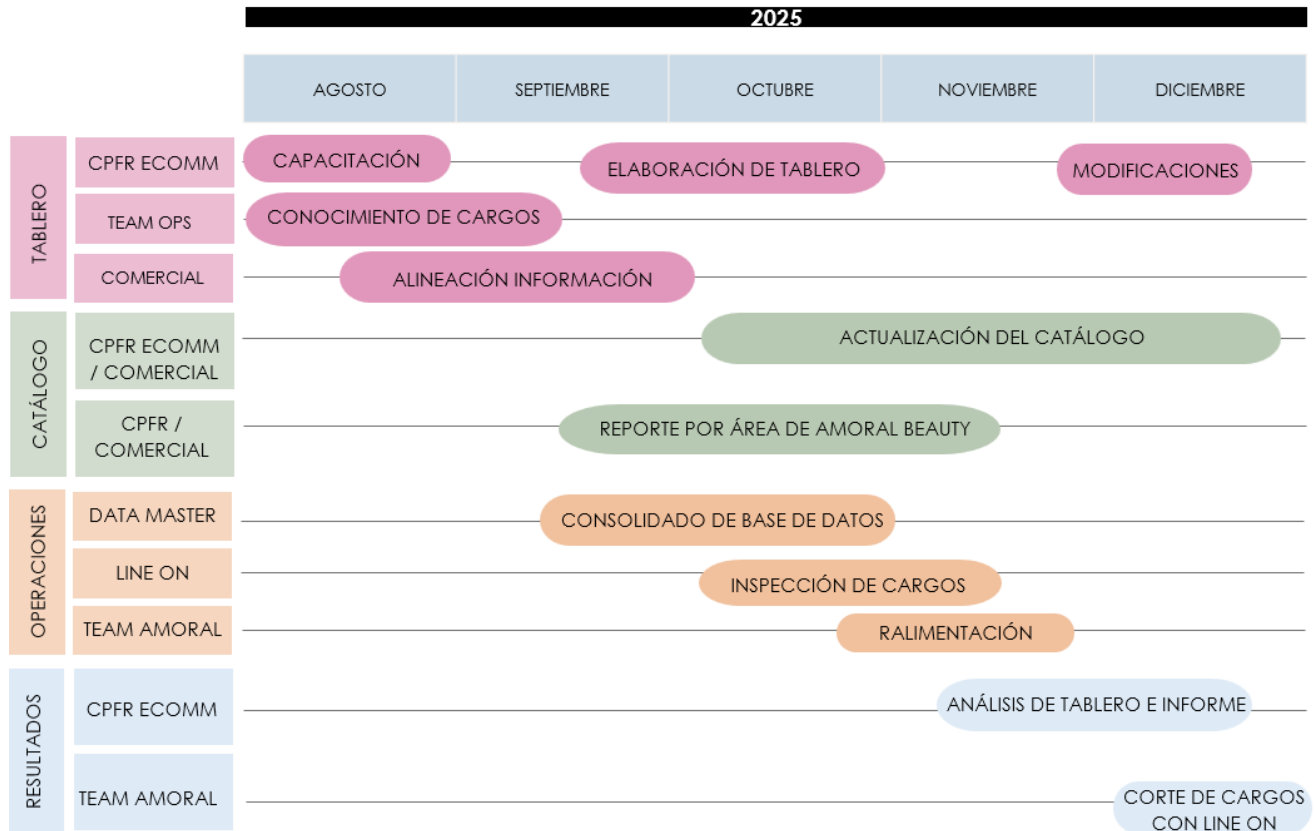 2025
AGOSTO
SEPTIEMBRE
OCTUBRE
NOVIEMBRE
DICIEMBRE
TABLERO
CPFR ECOMM
CAPACITACIÓN
ELABORACIÓN DE TABLERO
MODIFICACIONES
TEAM OPS
CONOCIMIENTO DE CARGOS
COMERCIAL
ALINEACIÓN INFORMACIÓN
CATÁLOGO
CPFR ECOMM
/ COMERCIAL
ACTUALIZACIÓN DEL CATÁLOGO
CPFR /
COMERCIAL
REPORTE POR ÁREA DE AMORAL BEAUTY
OPERACIONES
DATA MASTER
CONSOLIDADO DE BASE DE DATOS
LINE ON
INSPECCIÓN DE CARGOS
TEAM AMORAL
RALIMENTACIÓN
RESULTADOS
CPFR ECOMM
ANÁLISIS DE TABLERO E INFORME
TEAM AMORAL
CORTE DE CARGOS
CON LINE ON